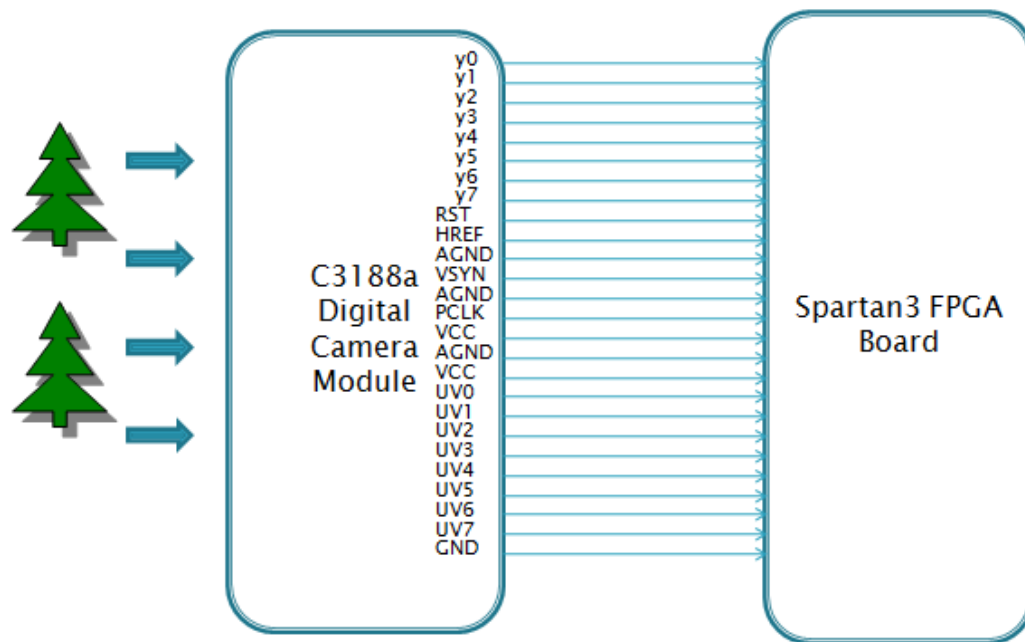 y0
y1
y2
y3
y4
y5
y6
y7
RST
HREF
AGND
VSYN
AGND
PCLK
VCC
AGND
VCC
UV0
UV1
UV2
UV3
UV4
UV5
UV6
UV7
GND
C3188a
Digital
Camera
Module
Spartan3 FPGA
Board